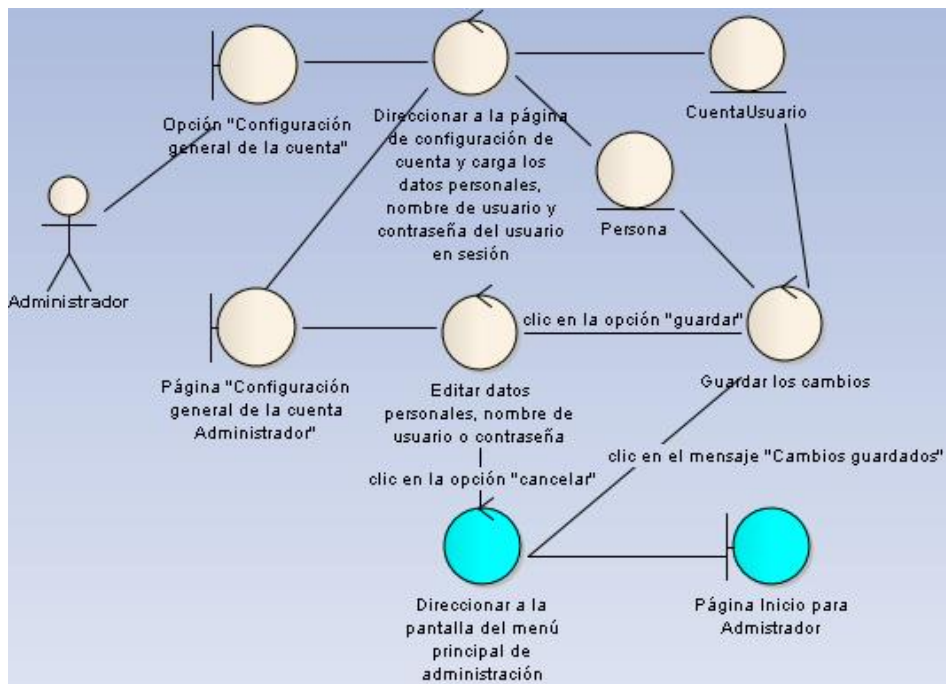 Opción "Configuración
general de la cuenta"
Direccionar a la página
de configuración de
cuenta y carga los
datos personales,
nombre de usuario y
contraseña del usuario
en sesión
CuentaUsuario
Persona
Administrador
Página "Configuración
general de la cuenta
Administrador"
Editar datos
personales, nombre de
usuario o contraseña
clic en la opción "guardar"
Guardar los cambios
clic en la opción "cancelar"
clic en el mensaje "Cambios guardados"
Direccionar a la
pantalla del menú
principal de
administración
Página Inicio para
Admistrador